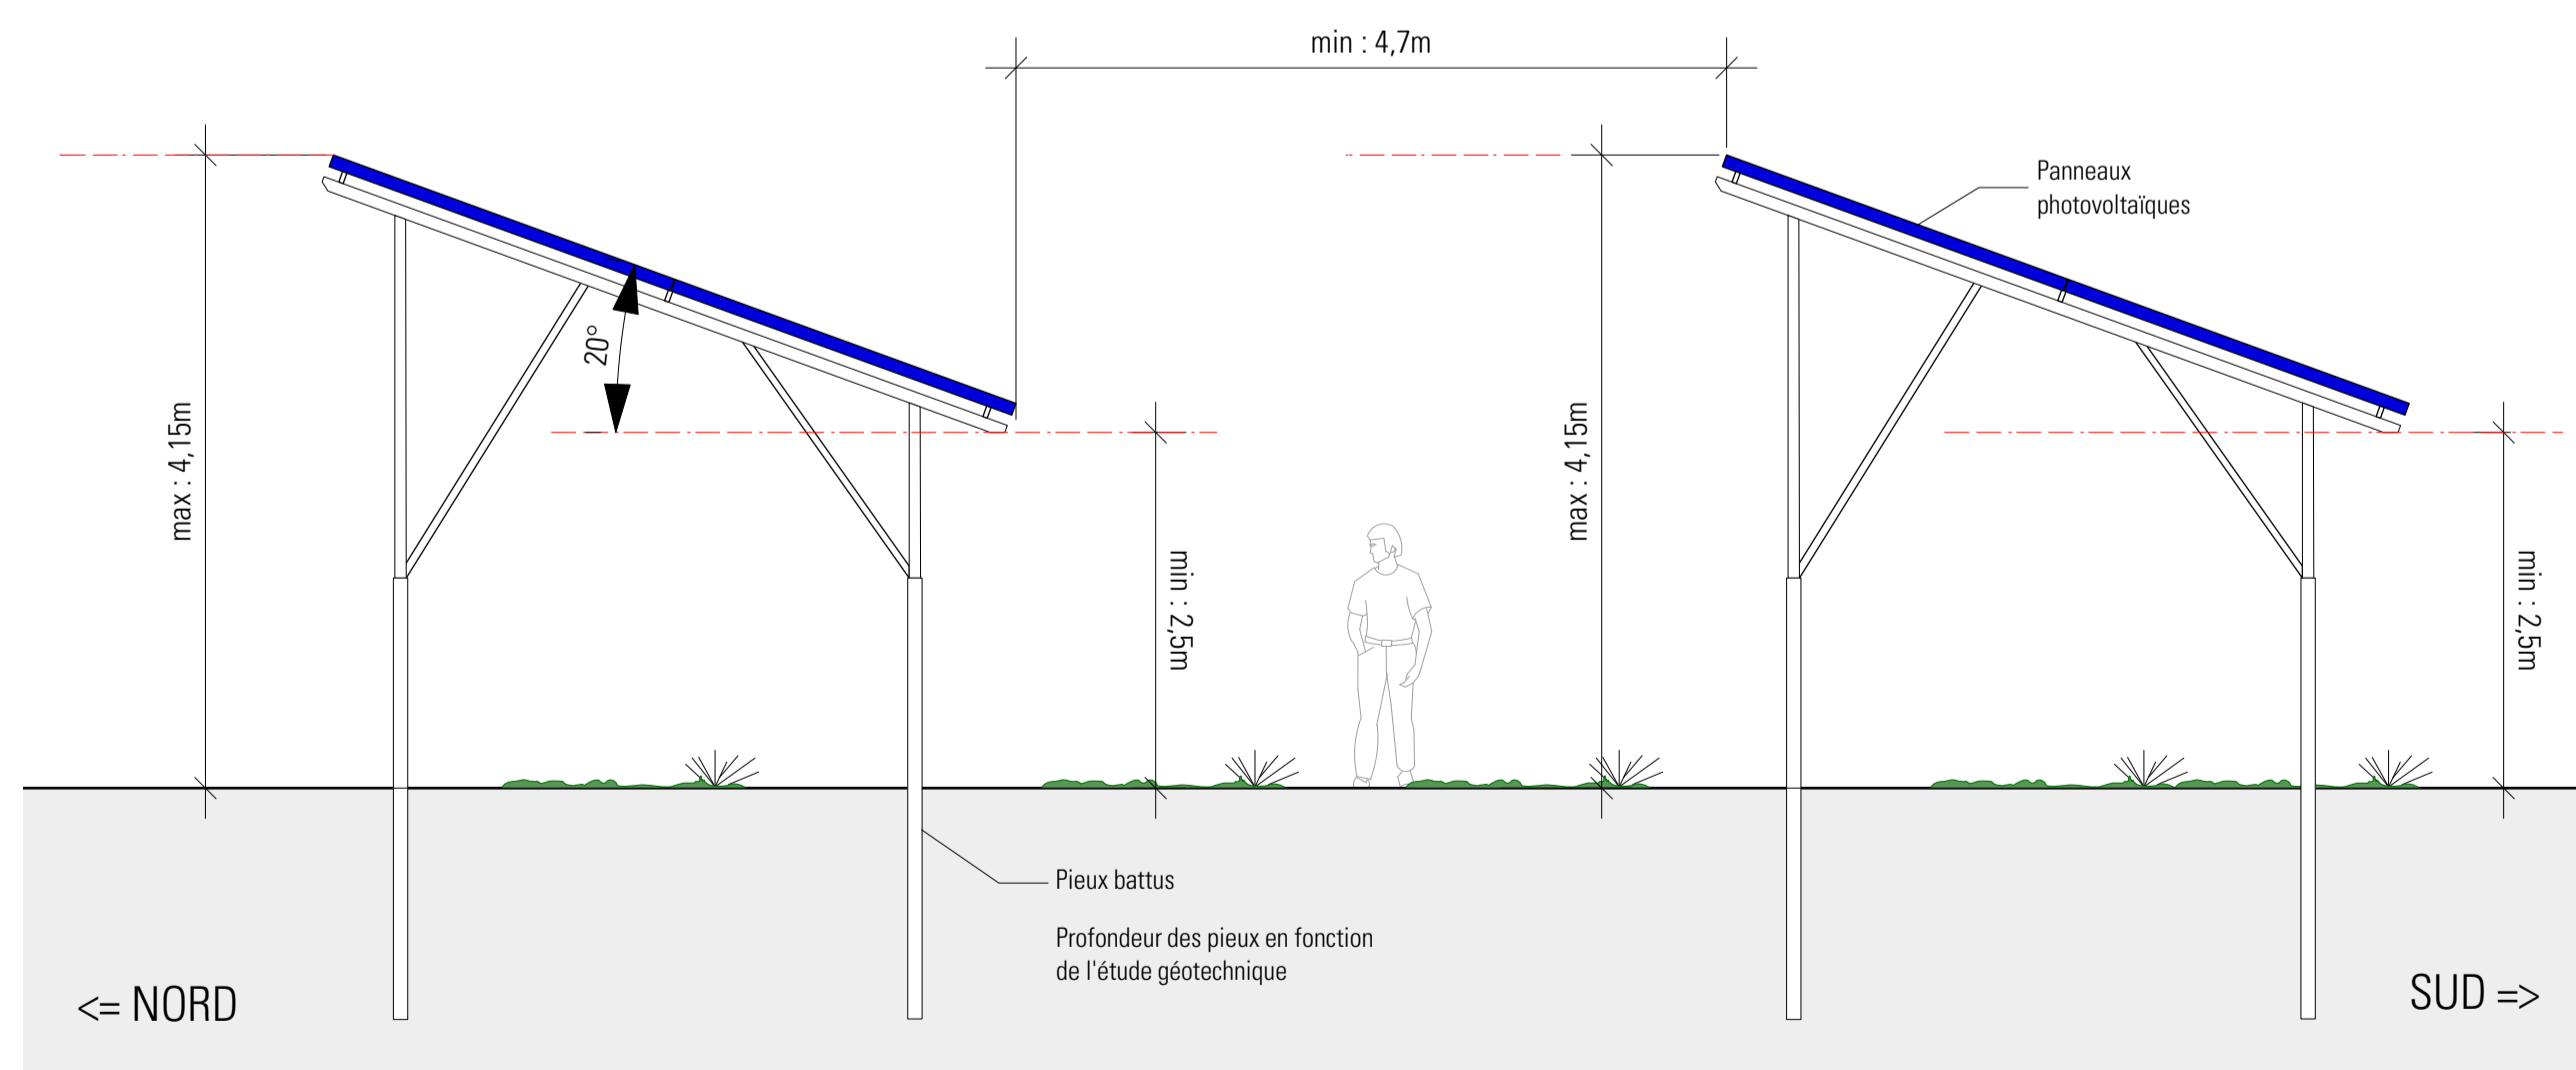 min : 4,7m
Panneaux
photovoltaïques
20°
max : 4,15m
min : 2,5m
max : 4,15m
min : 2,5m
Pieux battus
Profondeur des pieux en fonction
de l'étude géotechnique
<= NORD
SUD =>